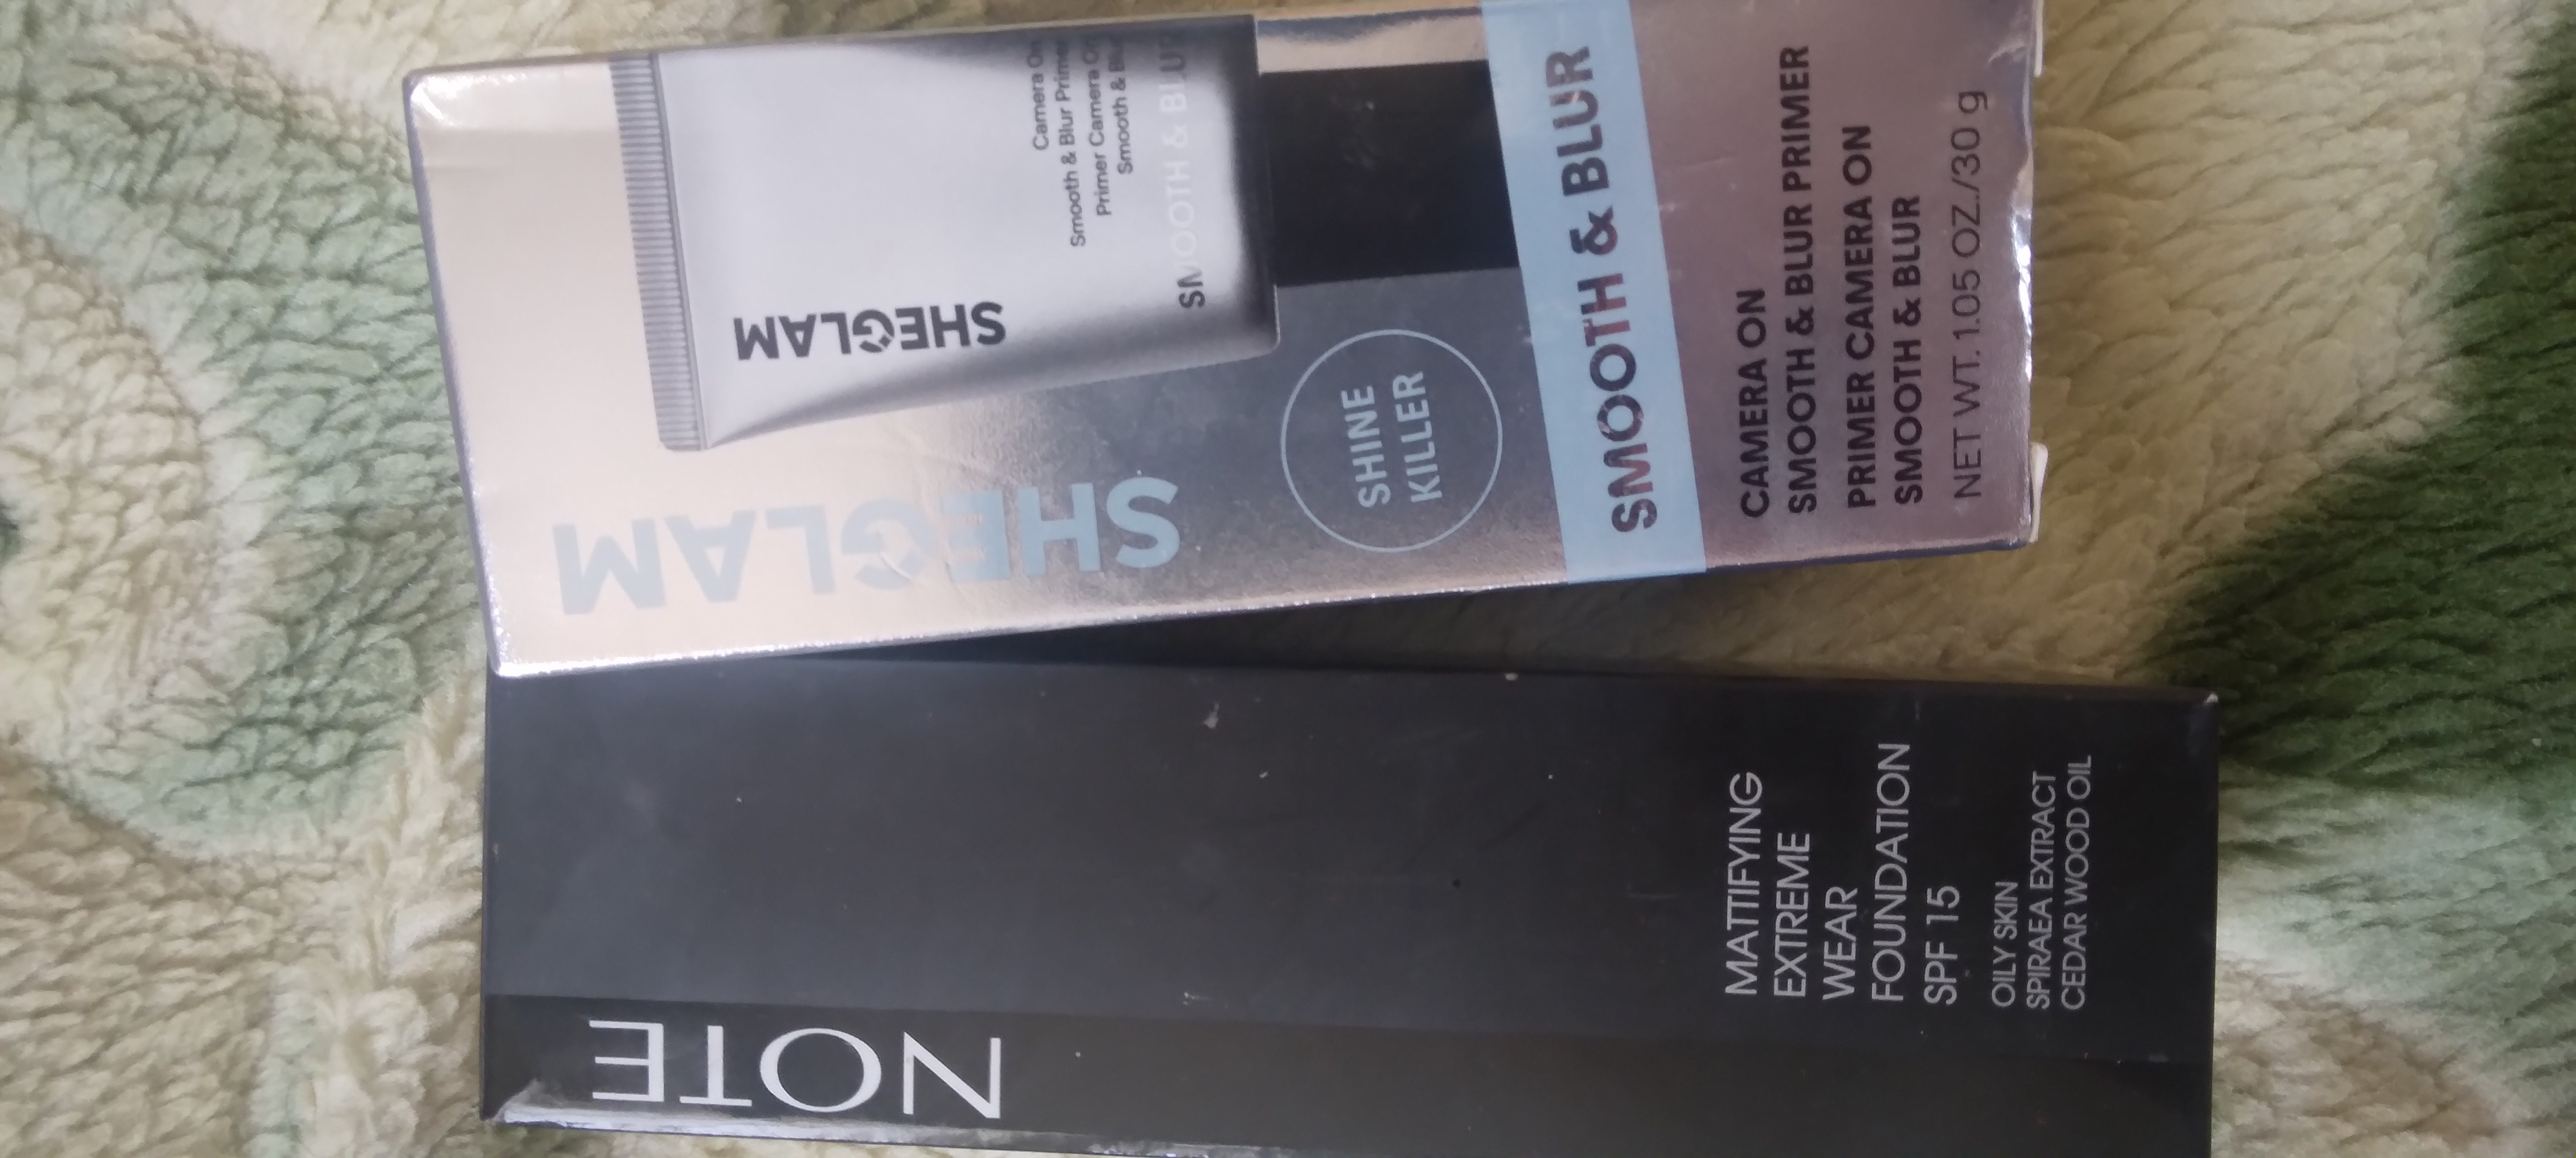 SHEGLAM
Camera On
Smooth & Blur Primer
Primer Camera On
Smooth & Blur
SMOOTH & BLUR
SHEGLAM
SHINE
KILLER
SMOOTH & BLUR
CAMERA ON
SMOOTH & BLUR PRIMER
PRIMER CAMERA ON
SMOOTH & BLUR
NET WT. 1.05 OZ./30 g
NOTE
MATTIFYING
EXTREME
WEAR
FOUNDATION
SPF 15
OILY SKIN
SPIRAEA EXTRACT
CEDAR WOOD OIL